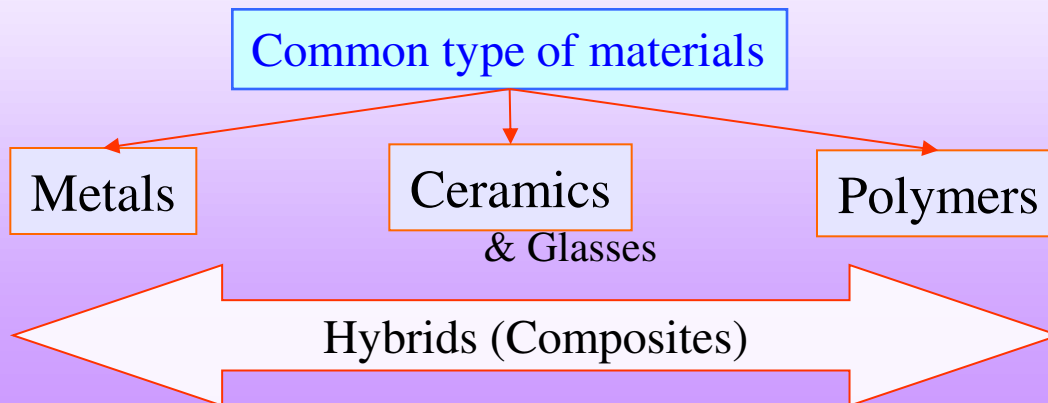 Common type of materials
Metals
Ceramics
Polymers
& Glasses
Hybrids (Composites)